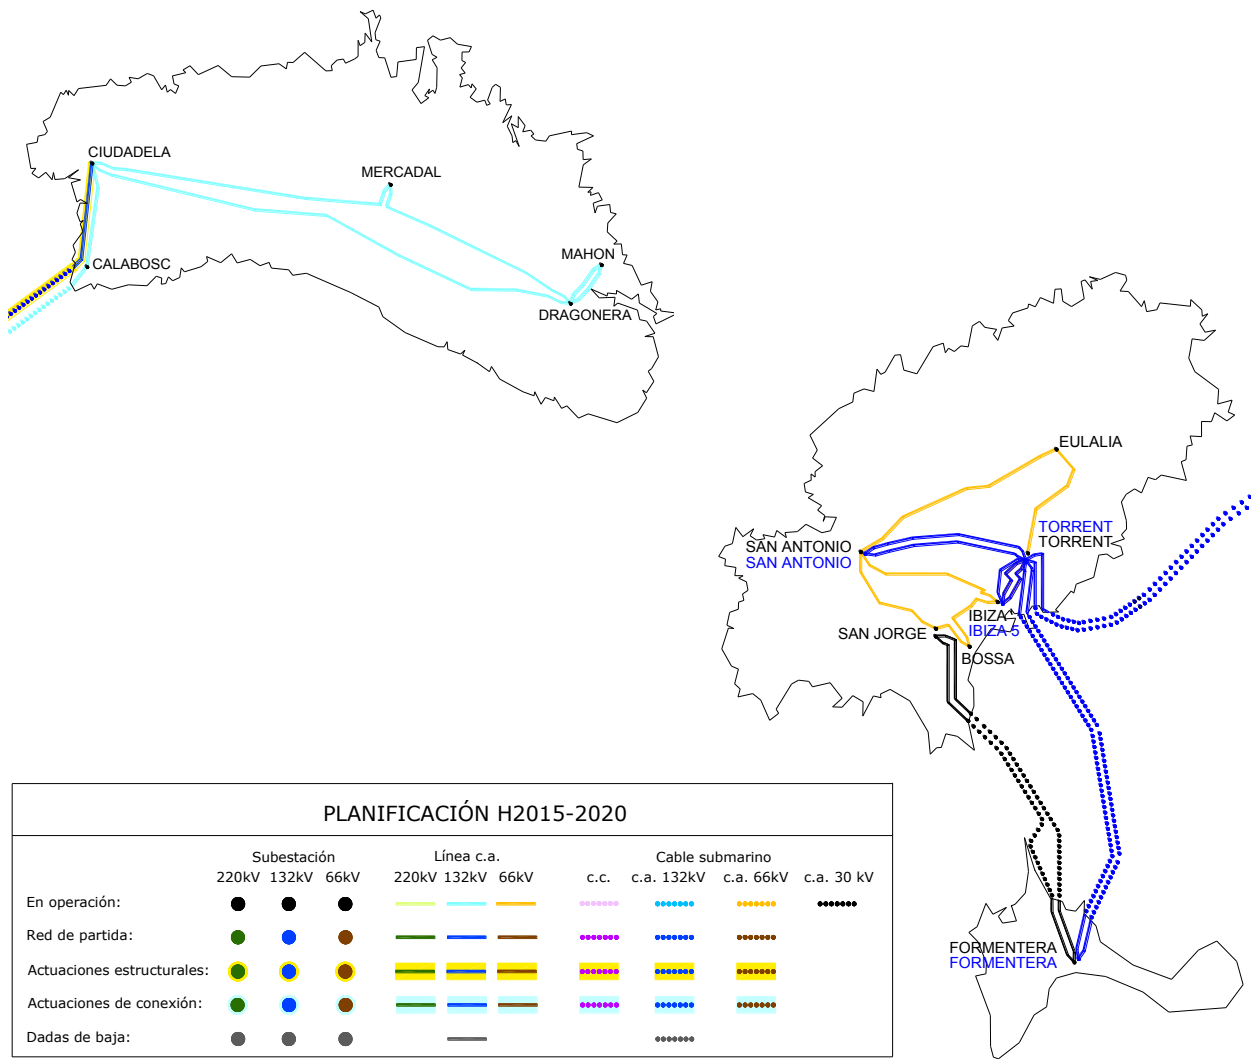 CIUDADELA
MERCADAL
MAHON
CALABOSC
DRAGONERA
EULALIA
TORRENT
TORRENT
SAN ANTONIO
SAN ANTONIO
IBIZA
IBIZA 5
SAN JORGE
BOSSA
FORMENTERA
FORMENTERA
PLANIFICACIÓN H2015-2020
Subestación Línea c.a. Cable submarino
220kV 132kV 66kV 220kV 132kV 66kV c.c. c.a. 132kV c.a. 66kV c.a. 30 kV
En operación:
Red de partida:
Actuaciones estructurales:
Actuaciones de conexión:
Dadas de baja: